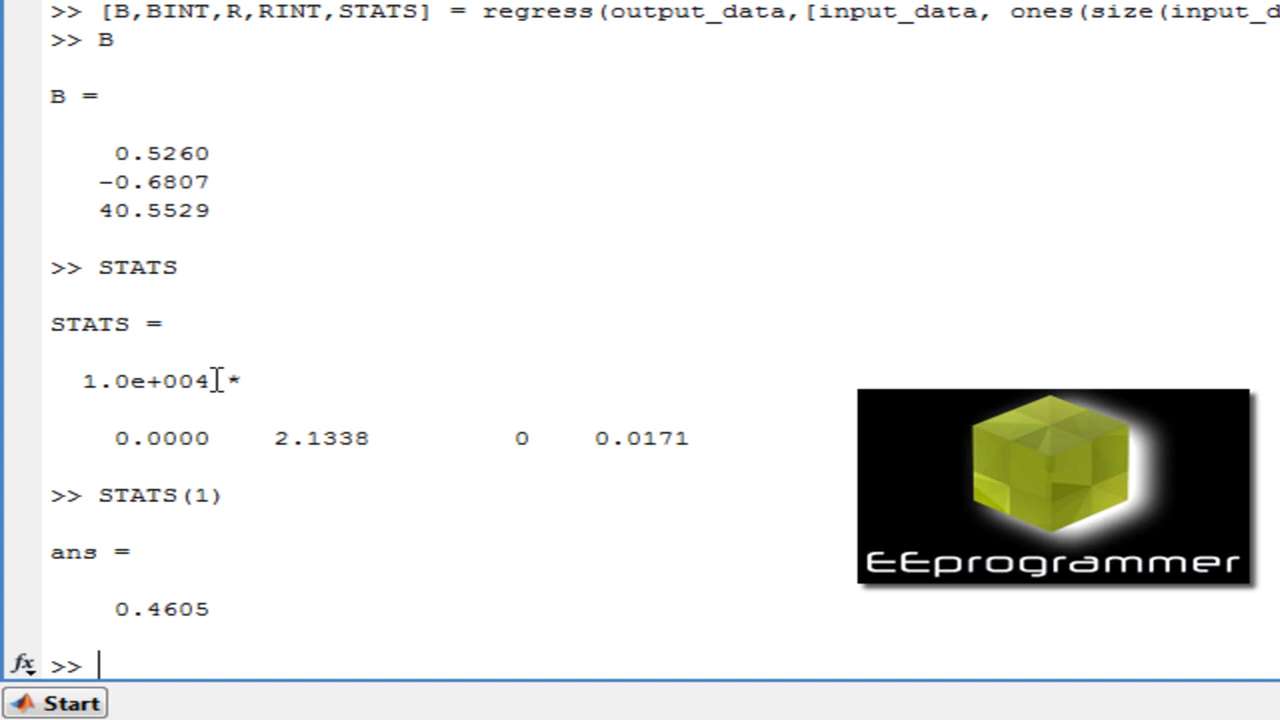 >> [B,BINT,R,RINT,STATS] = regress(output_data,[input_data, ones(size(input_d
>> B
B =
0.5260
-0.6807
40.5529
>> STATS
STATS =
1.0e+004 *
0.0000 2.1338 0 0.0171
>> STATS(1)
ans =
0.4605
fx >>
EEprogrammer
Start